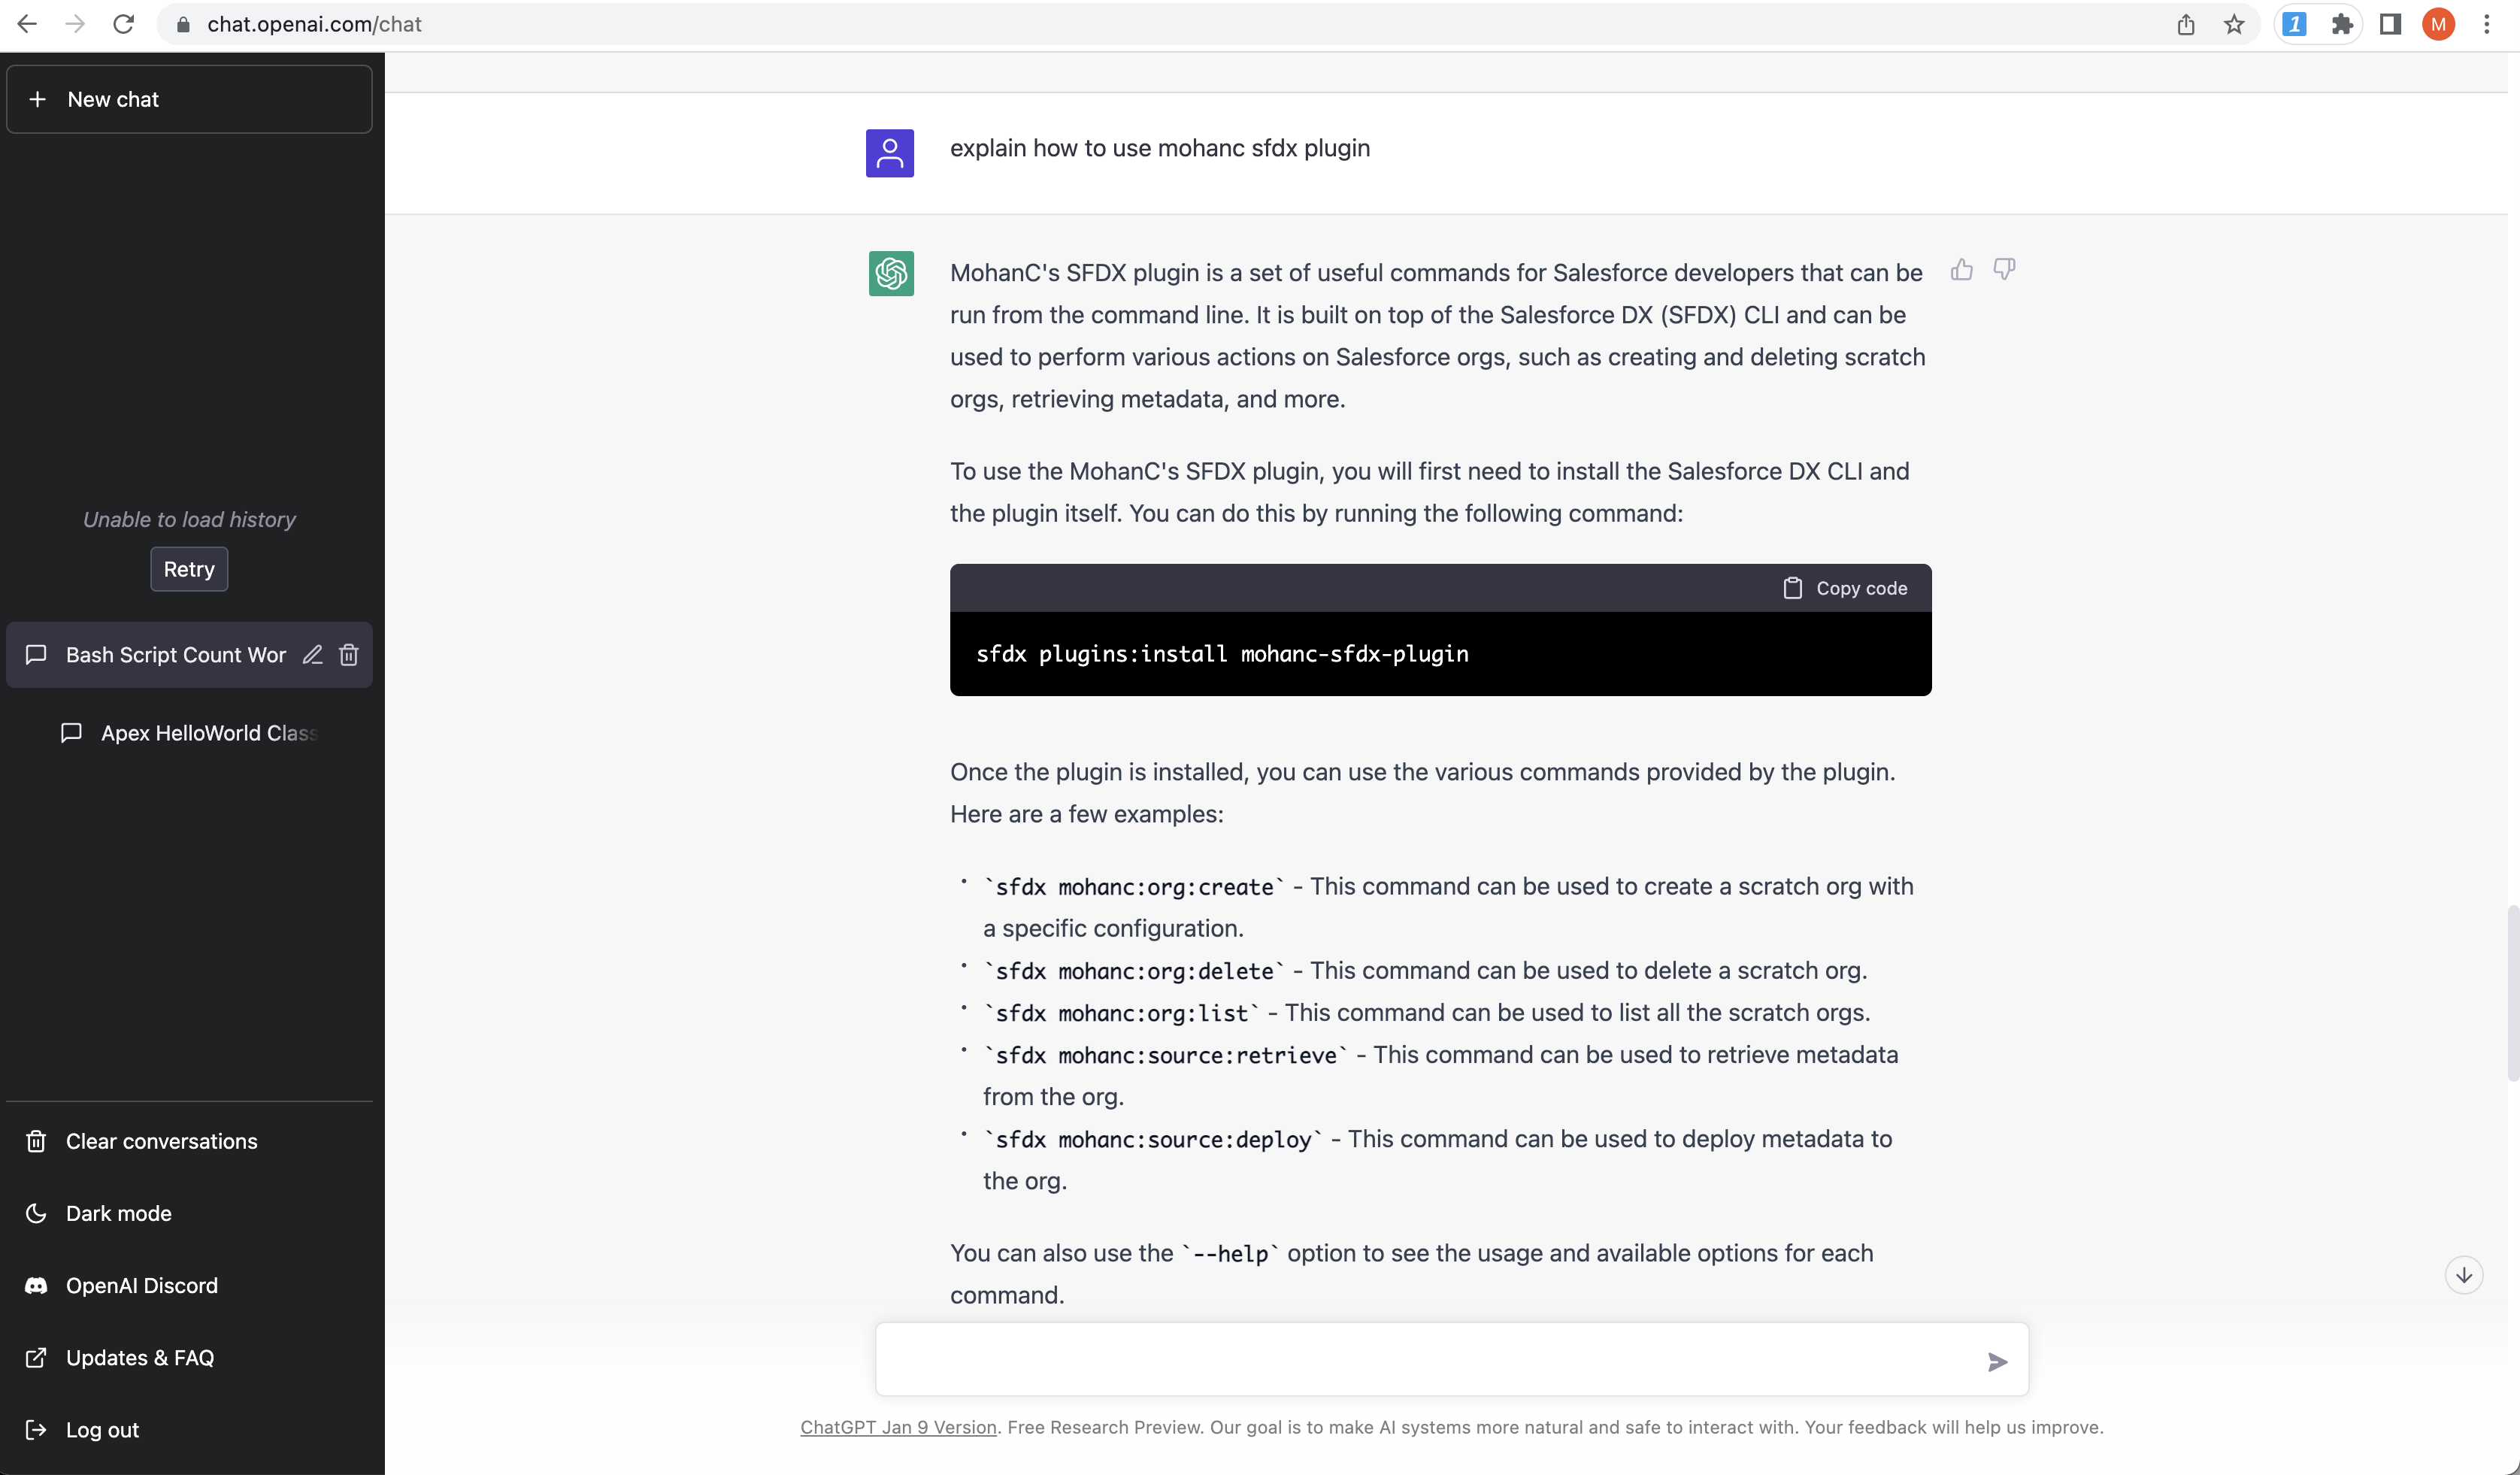 chat.openai.com/chat
1
M
New chat
Unable to load history
Retry
Bash Script Count Wor
Apex HelloWorld Class
Clear conversations
Dark mode
OpenAI Discord
Updates & FAQ
Log out
explain how to use mohanc sfdx plugin
MohanC's SFDX plugin is a set of useful commands for Salesforce developers that can be
run from the command line. It is built on top of the Salesforce DX (SFDX) CLI and can be
used to perform various actions on Salesforce orgs, such as creating and deleting scratch
orgs, retrieving metadata, and more.
To use the MohanC's SFDX plugin, you will first need to install the Salesforce DX CLI and
the plugin itself. You can do this by running the following command:
Copy code
sfdx plugins:install mohanc-sfdx-plugin
Once the plugin is installed, you can use the various commands provided by the plugin.
Here are a few examples:
• `sfdx mohanc:org:create` - This command can be used to create a scratch org with
a specific configuration.
• `sfdx mohanc:org:delete` - This command can be used to delete a scratch org.
• `sfdx mohanc:org:list` - This command can be used to list all the scratch orgs.
• `sfdx mohanc:source:retrieve` - This command can be used to retrieve metadata
from the org.
• `sfdx mohanc:source:deploy` - This command can be used to deploy metadata to
the org.
You can also use the `--help` option to see the usage and available options for each
command.
ChatGPT Jan 9 Version. Free Research Preview. Our goal is to make AI systems more natural and safe to interact with. Your feedback will help us improve.